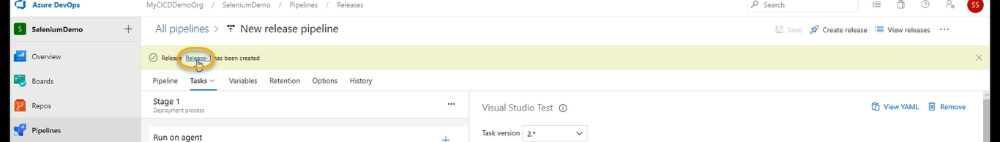 Azure DevOps
MyCICDDemoOrg / SeleniumDemo / Pipelines / Releases
Search
SS
S SeleniumDemo +
All pipelines > New release pipeline
Save Create release View releases ...
Overview
Release Release-1 has been created
Boards
Pipeline Tasks Variables Retention Options History
Repos
Stage 1
Deployment process
...
Visual Studio Test
View YAML Remove
Pipelines
Run on agent +
Task version 2.*